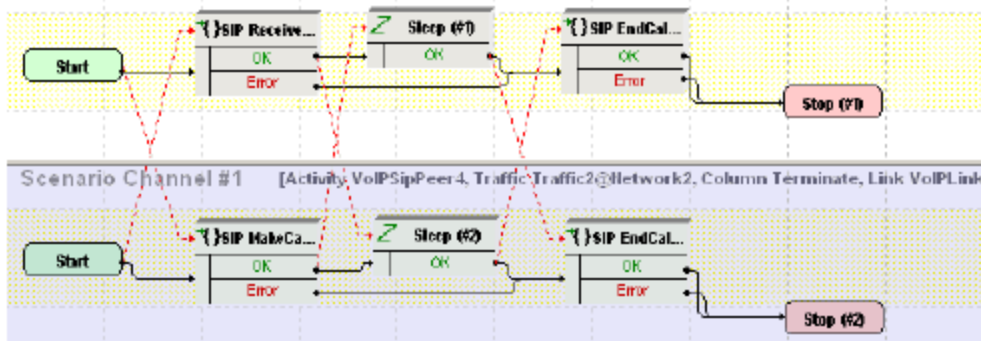 {}SIP Receive...
Sleep (#1)
{}SIP EndCal...
Start
OK
OK
OK
Error
Error
Stop (#1)
Scenario Channel #1 [Activity VoIPSipPeer4, Traffic Traffic2@Network2, Column Terminate, Link VoIPLink
{}SIP MakeCa...
Sleep (#2)
{}SIP EndCal...
Start
OK
OK
OK
Error
Error
Stop (#2)